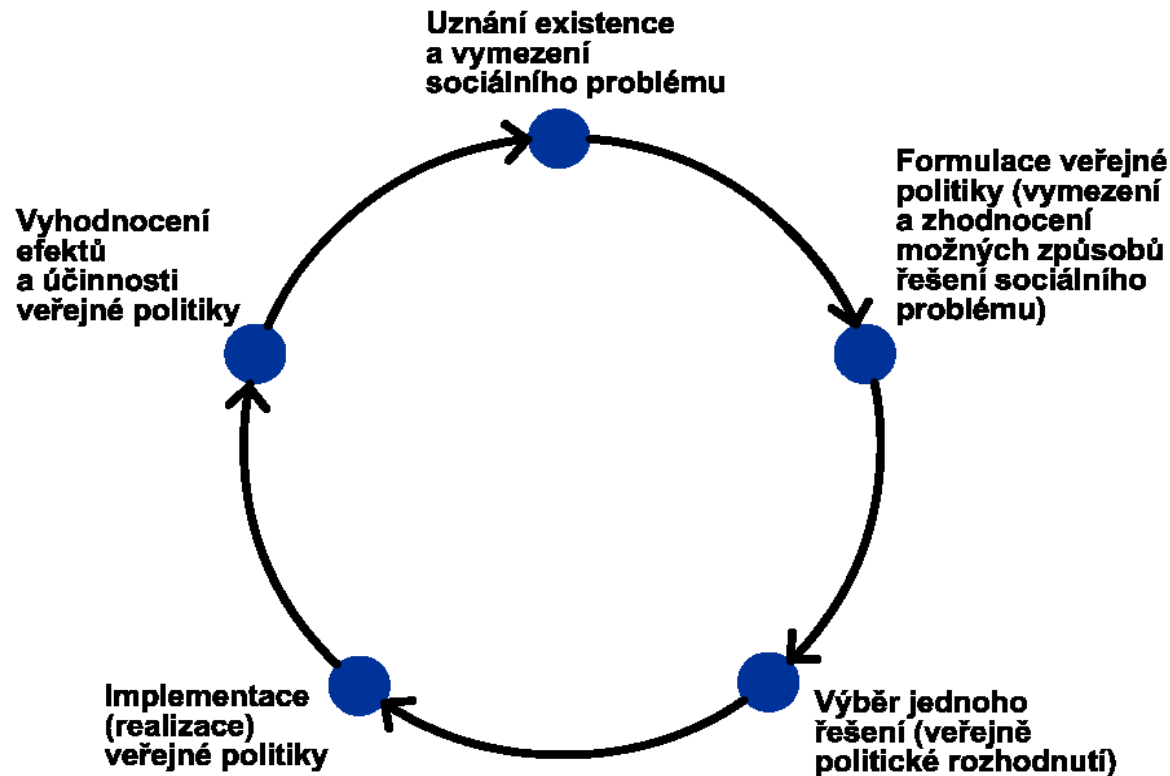 Uznání existence
a vymezení
sociálního problému
Formulace veřejné
politiky (vymezení
a zhodnocení
možných způsobů
řešení sociálního
problému)
Výběr jednoho
řešení (veřejně
politické rozhodnutí)
Implementace
(realizace)
veřejné politiky
Vyhodnocení
efektů
a účinnosti
veřejné politiky